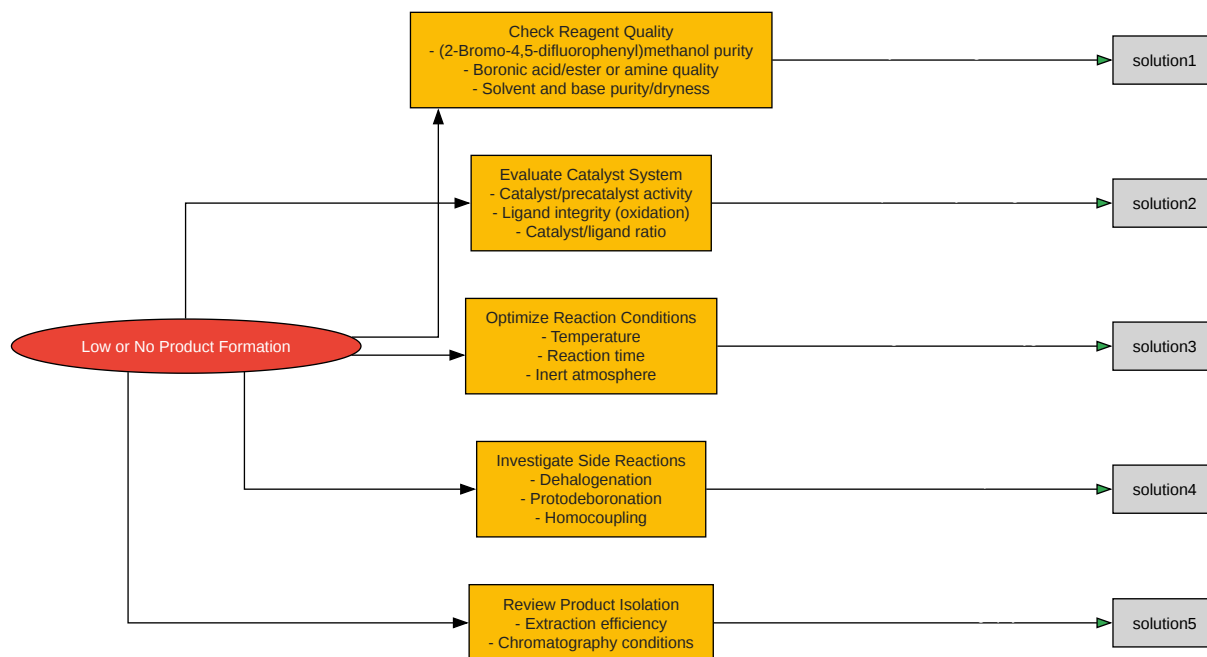 Check Reagent Quality
- (2-Bromo-4,5-difluorophenyl)methanol purity
- Boronic acid/ester or amine quality
- Solvent and base purity/dryness
solution1
Evaluate Catalyst System
- Catalyst/precatalyst activity
- Ligand integrity (oxidation)
- Catalyst/ligand ratio
solution2
Low or No Product Formation
Optimize Reaction Conditions
- Temperature
- Reaction time
- Inert atmosphere
solution3
Investigate Side Reactions
- Dehalogenation
- Protodeboronation
- Homocoupling
solution4
Review Product Isolation
- Extraction efficiency
- Chromatography conditions
solution5